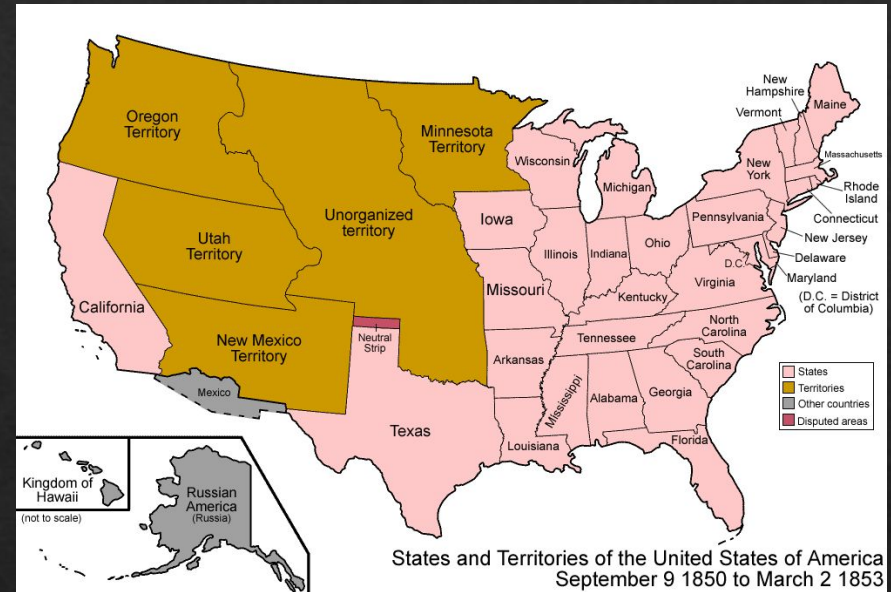 New
Hampshire
Vermont
Maine
Massachusetts
New
York
Rhode
Island
Connecticut
New Jersey
Delaware
Maryland
(D.C. = District
of Columbia)
D.C.
Oregon
Territory
Minnesota
Territory
Wisconsin
Michigan
Unorganized
territory
Iowa
Pennsylvania
Utah
Territory
Illinois
Indiana
Ohio
Virginia
California
Missouri
Kentucky
New Mexico
Territory
Neutral
Strip
North
Carolina
Tennessee
South
Carolina
Arkansas
Mexico
Mississippi
Alabama
Georgia
Texas
Louisiana
Florida
States
Territories
Other countries
Disputed areas
Kingdom of
Hawaii
(not to scale)
Russian
America
(Russia)
States and Territories of the United States of America
September 9 1850 to March 2 1853